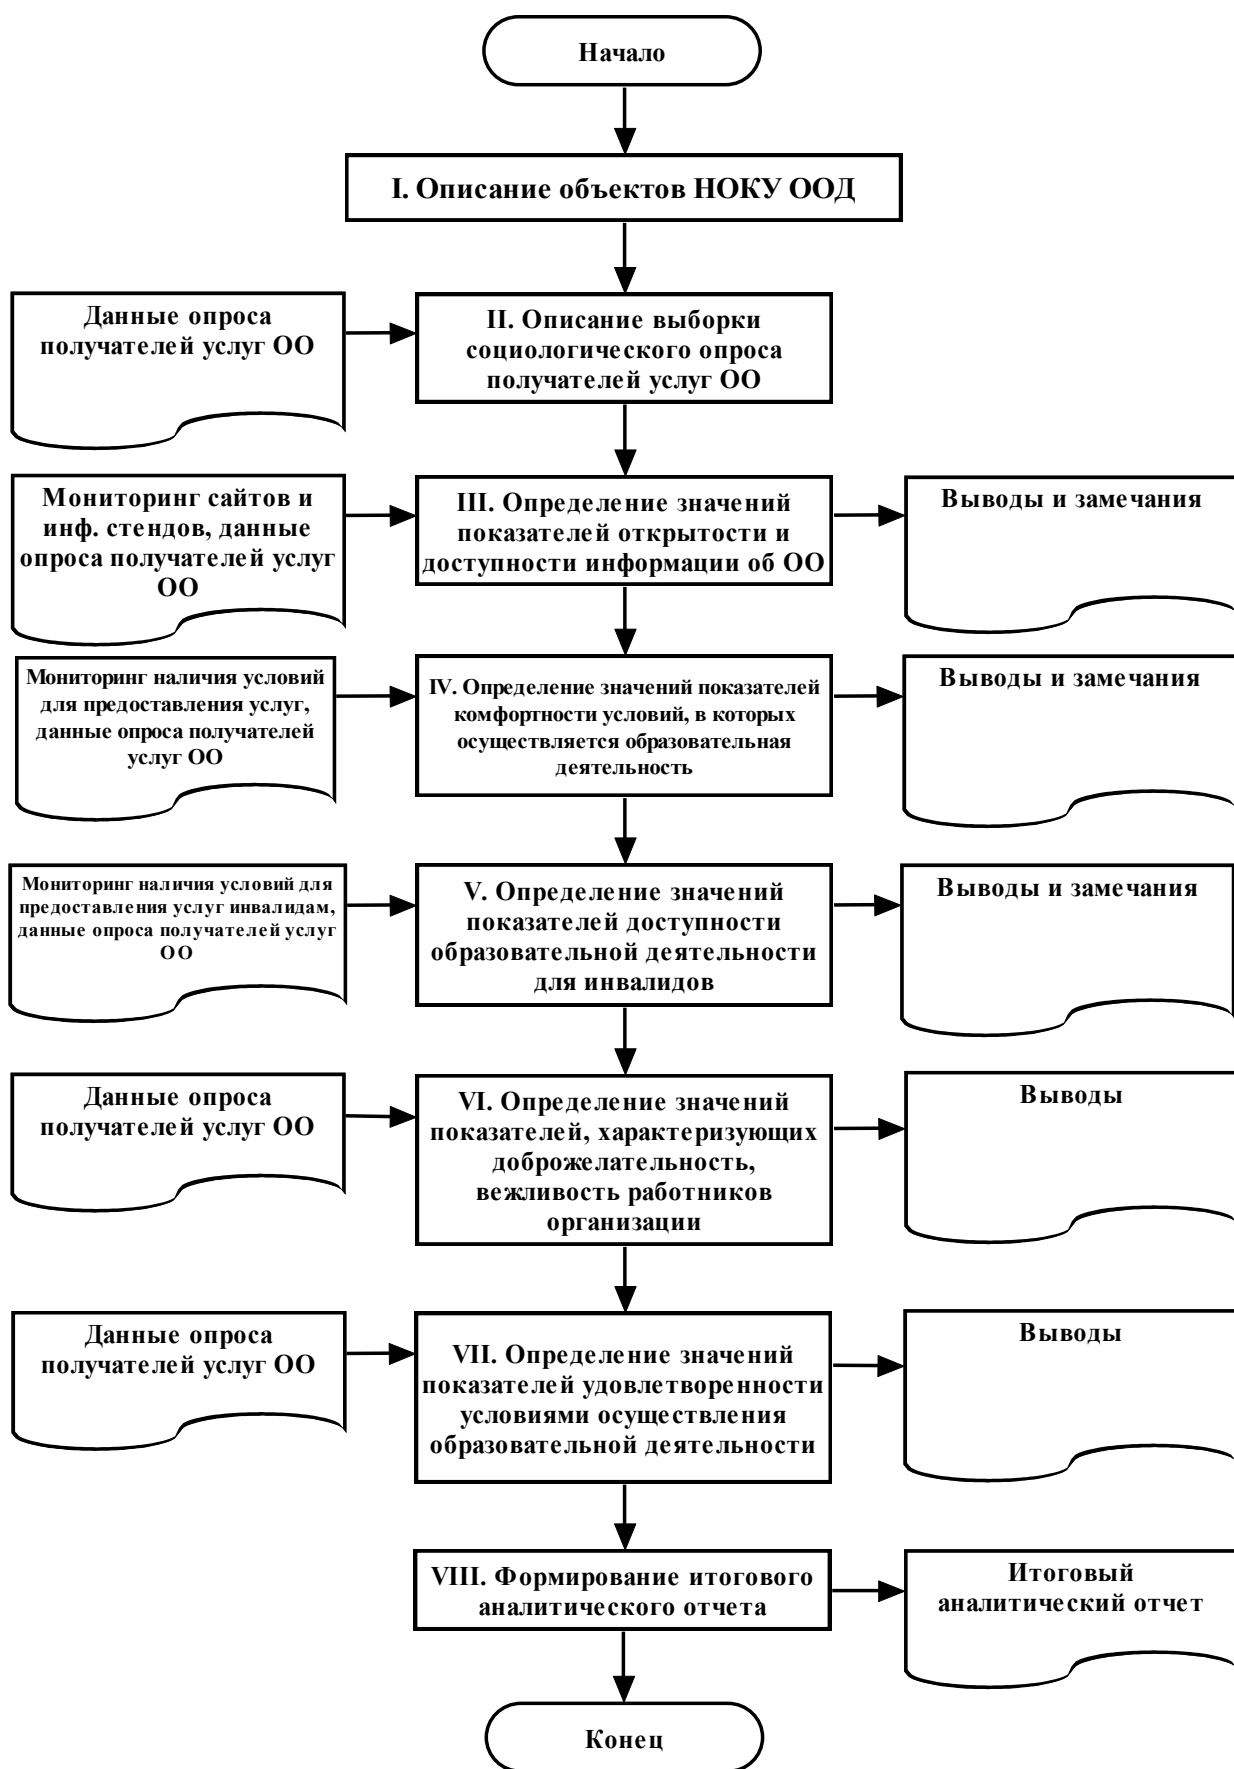 Начало
I. Описание объектов НОКУ ООД
Данные опроса
получателей услуг ОО
II. Описание выборки
социологического опроса
получателей услуг ОО
Мониторинг сайтов и
инф. стендов, данные
опроса получателей услуг
ОО
III. Определение значений
показателей открытости и
доступности информации об ОО
Выводы и замечания
Мониторинг наличия условий
для предоставления услуг,
данные опроса получателей
услуг ОО
IV. Определение значений показателей
комфортности условий, в которых
осуществляется образовательная
деятельность
Выводы и замечания
Мониторинг наличия условий для
предоставления услуг инвалидам,
данные опроса получателей услуг
ОО
V. Определение значений
показателей доступности
образовательной деятельности
для инвалидов
Выводы и замечания
Данные опроса
получателей услуг ОО
VI. Определение значений
показателей, характеризующих
доброжелательность,
вежливость работников
организации
Выводы
Данные опроса
получателей услуг ОО
VII. Определение значений
показателей удовлетворенности
условиями осуществления
образовательной деятельности
Выводы
VIII. Формирование итогового
аналитического отчета
Итоговый
аналитический отчет
Конец